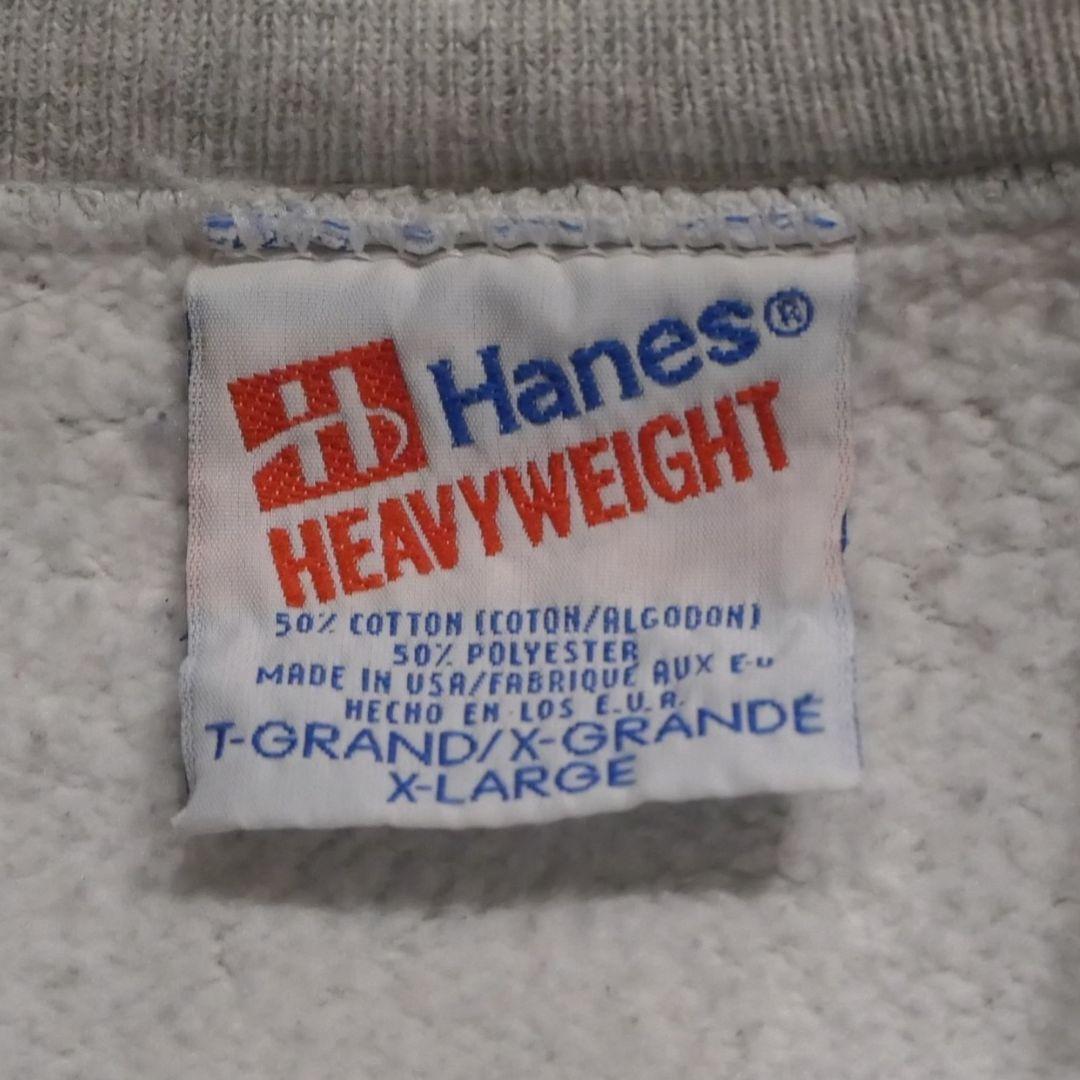 Hanes®
HEAVYWEIGHT
50% COTTON (COTON/ALGODON)
50% POLYESTER
MADE IN USA/FABRIQUE AUX E-U
HECHO EN LOS E.U.A.
T-GRAND/X-GRANDE
X-LARGE